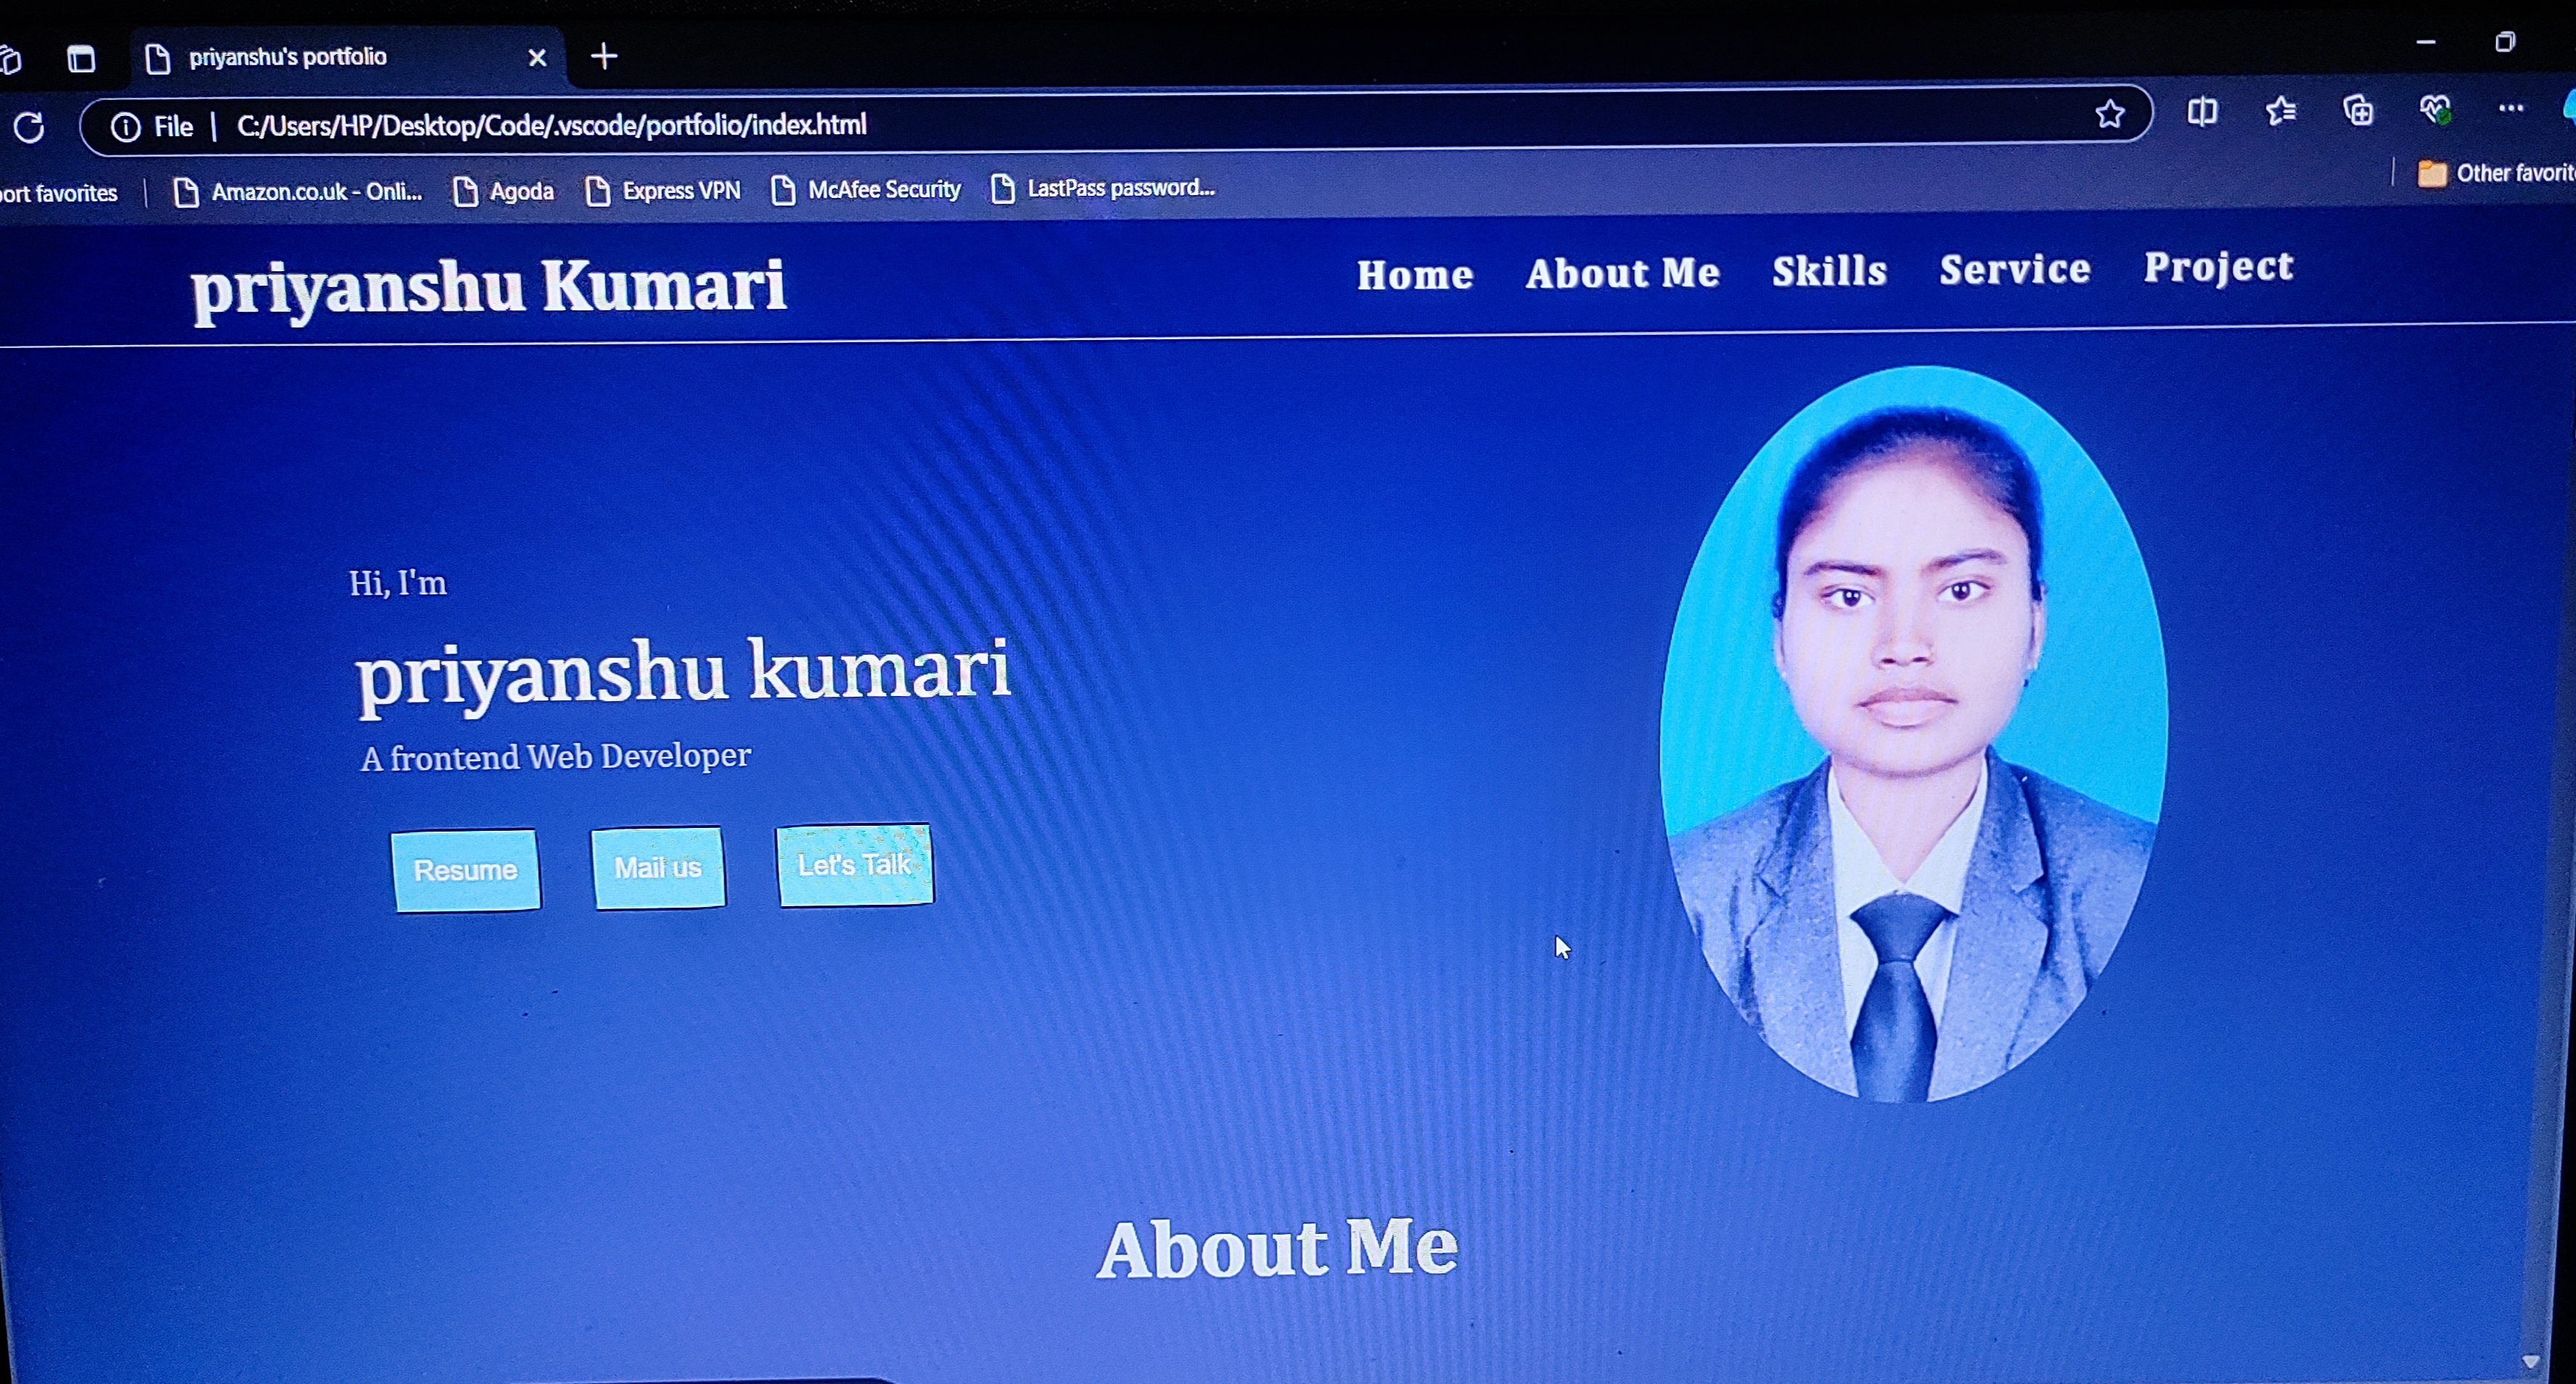 priyanshu's portfolio
File | C:/Users/HP/Desktop/Code/.vscode/portfolio/index.html
favorites | Amazon.co.uk - Onli... Agoda Express VPN McAfee Security LastPass password... Other
priyanshu Kumari Home About Me Skills Service Project
Hi, I'm
priyanshu kumari
A frontend Web Developer
Resume Mail us Let's Talk
About Me